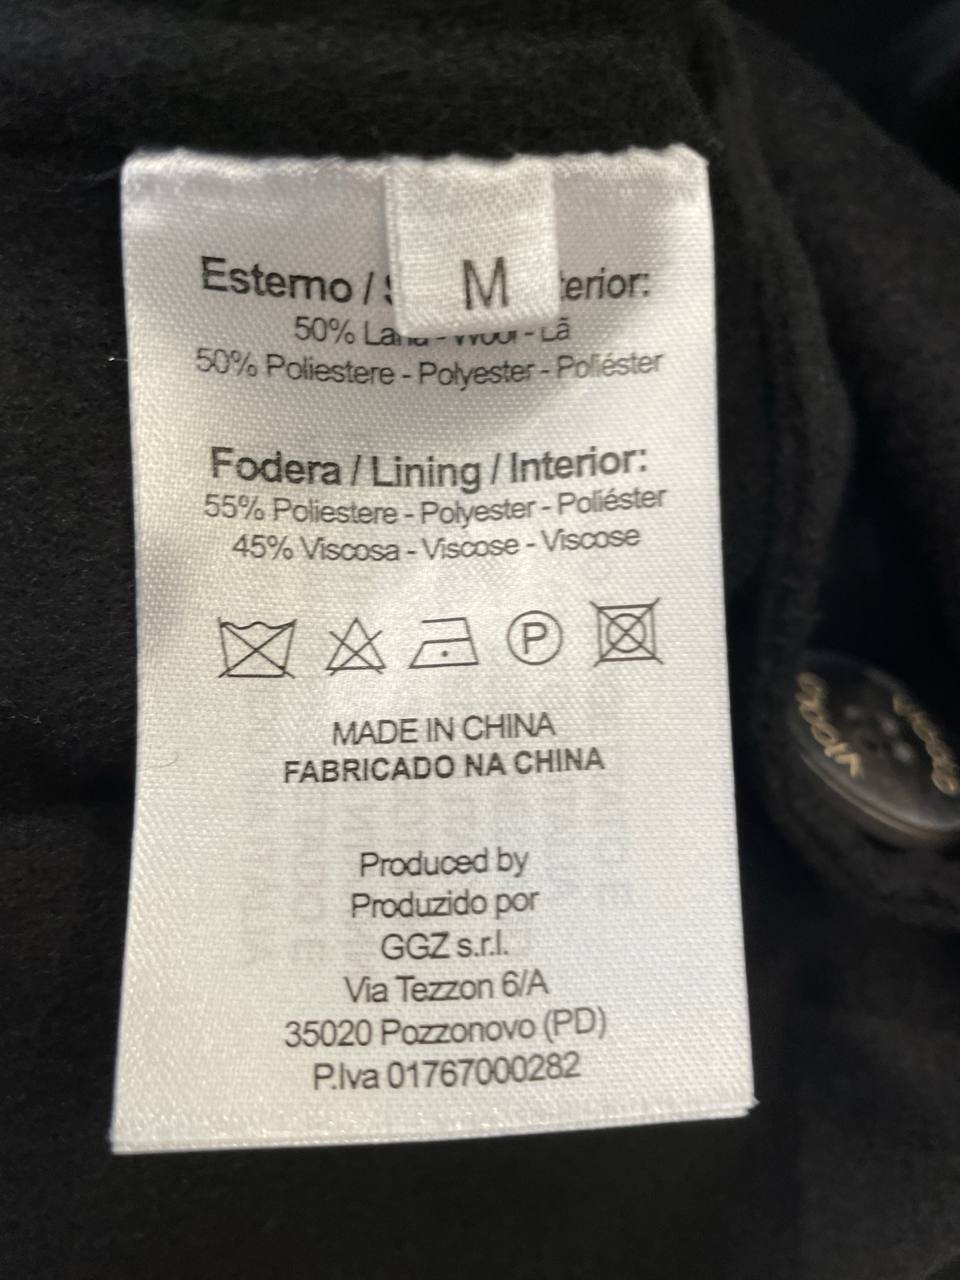 M
Esterno / terior:
50% Lana - Wool - Lã
50% Poliestere - Polyester - Poliéster
Fodera / Lining / Interior:
55% Poliestere - Polyester - Poliéster
45% Viscosa - Viscose - Viscose
P
MADE IN CHINA
FABRICADO NA CHINA
Produced by
Produzido por
GGZ s.r.l.
Via Tezzon 6/A
35020 Pozzonovo (PD)
P.Iva 01767000282